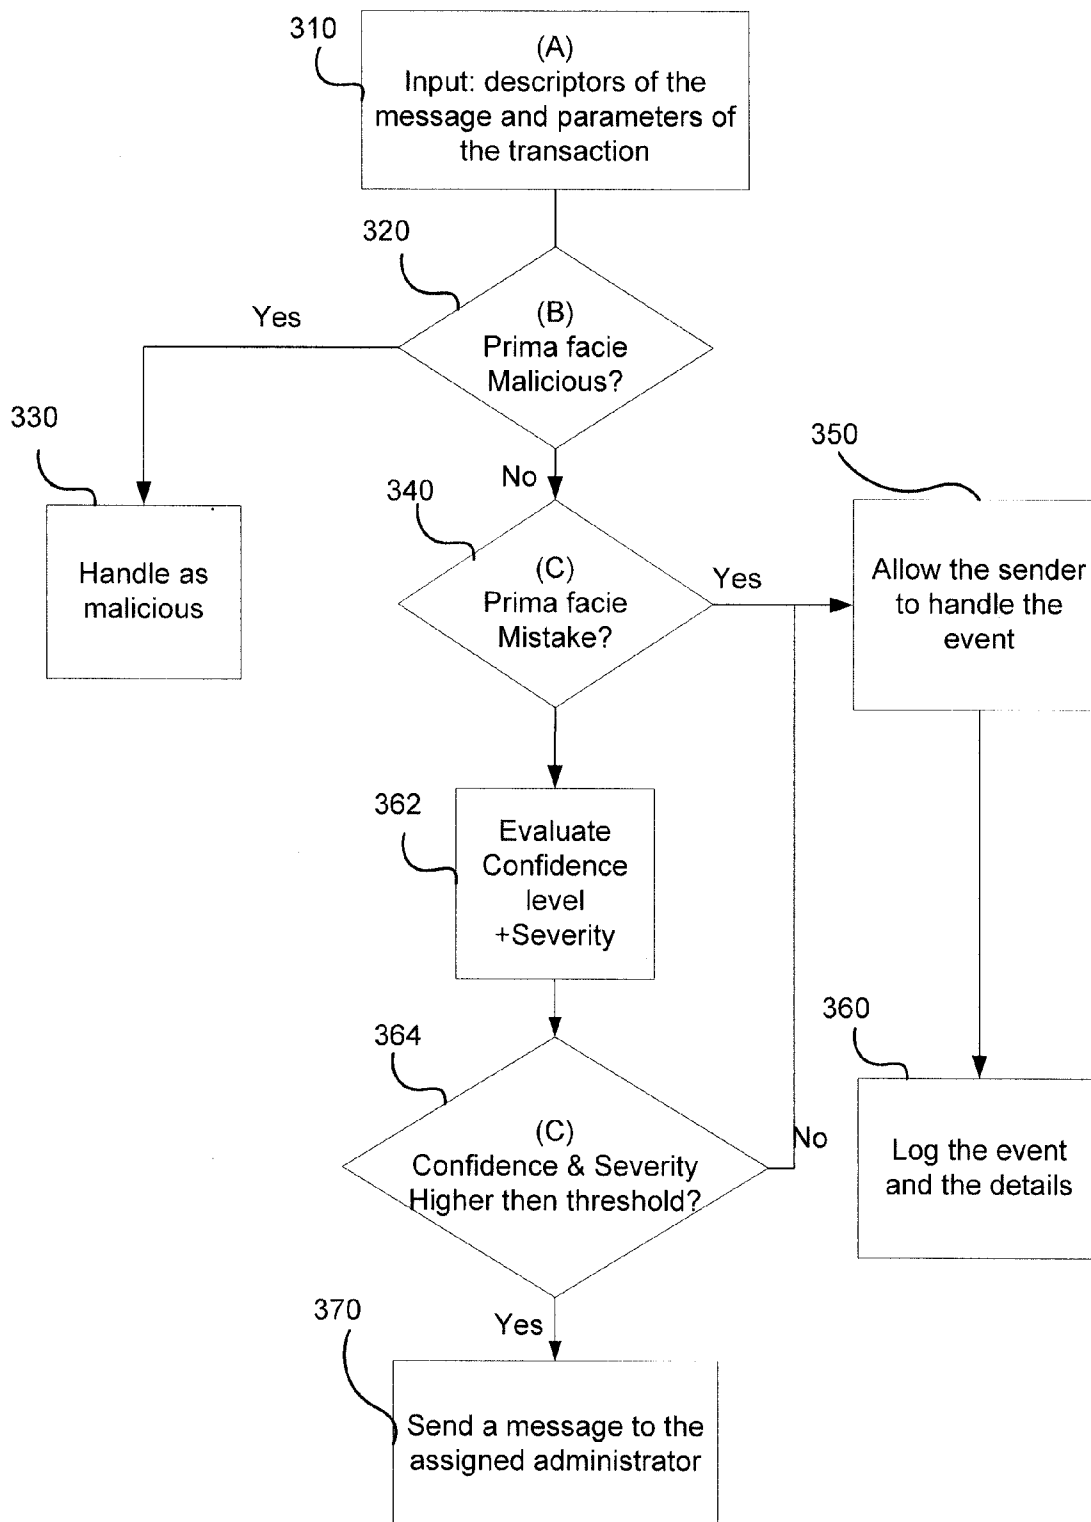 310
(A)
Input: descriptors of the
message and parameters of
the transaction
320
(B)
Prima facie
Malicious?
Yes
No
330
Handle as
malicious
340
(C)
Prima facie
Mistake?
Yes
350
Allow the sender
to handle the
event
362
Evaluate
Confidence
level
+Severity
360
Log the event
and the details
364
(C)
Confidence & Severity
Higher then threshold?
No
Yes
370
Send a message to the
assigned administrator